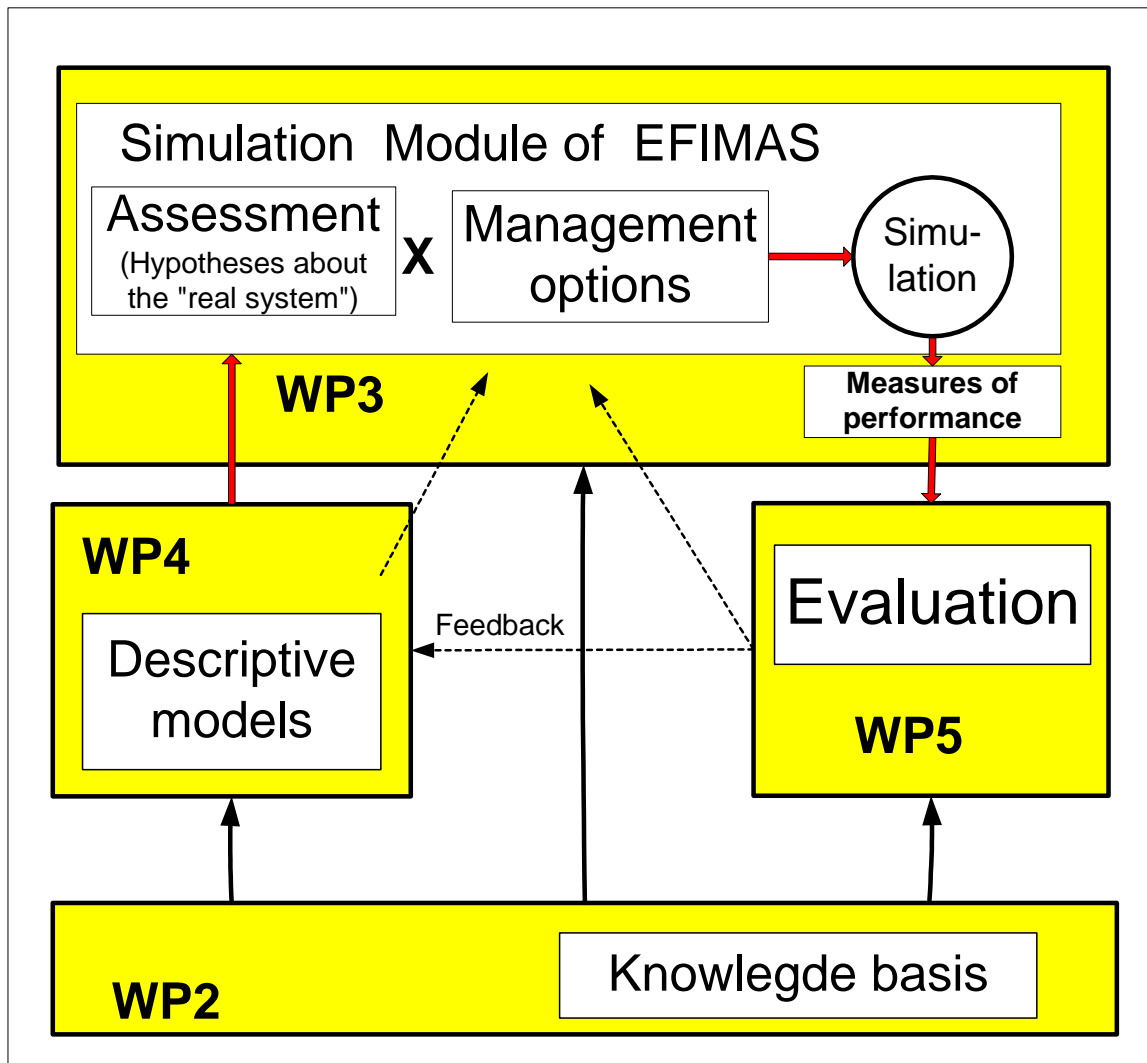 Simulation Module of EFIMAS
Assessment
(Hypotheses about
the "real system")
X
Management
options
Simu-
lation
WP3
Measures of
performance
WP4
Descriptive
models
Feedback
Evaluation
WP5
WP2
Knowlegde basis